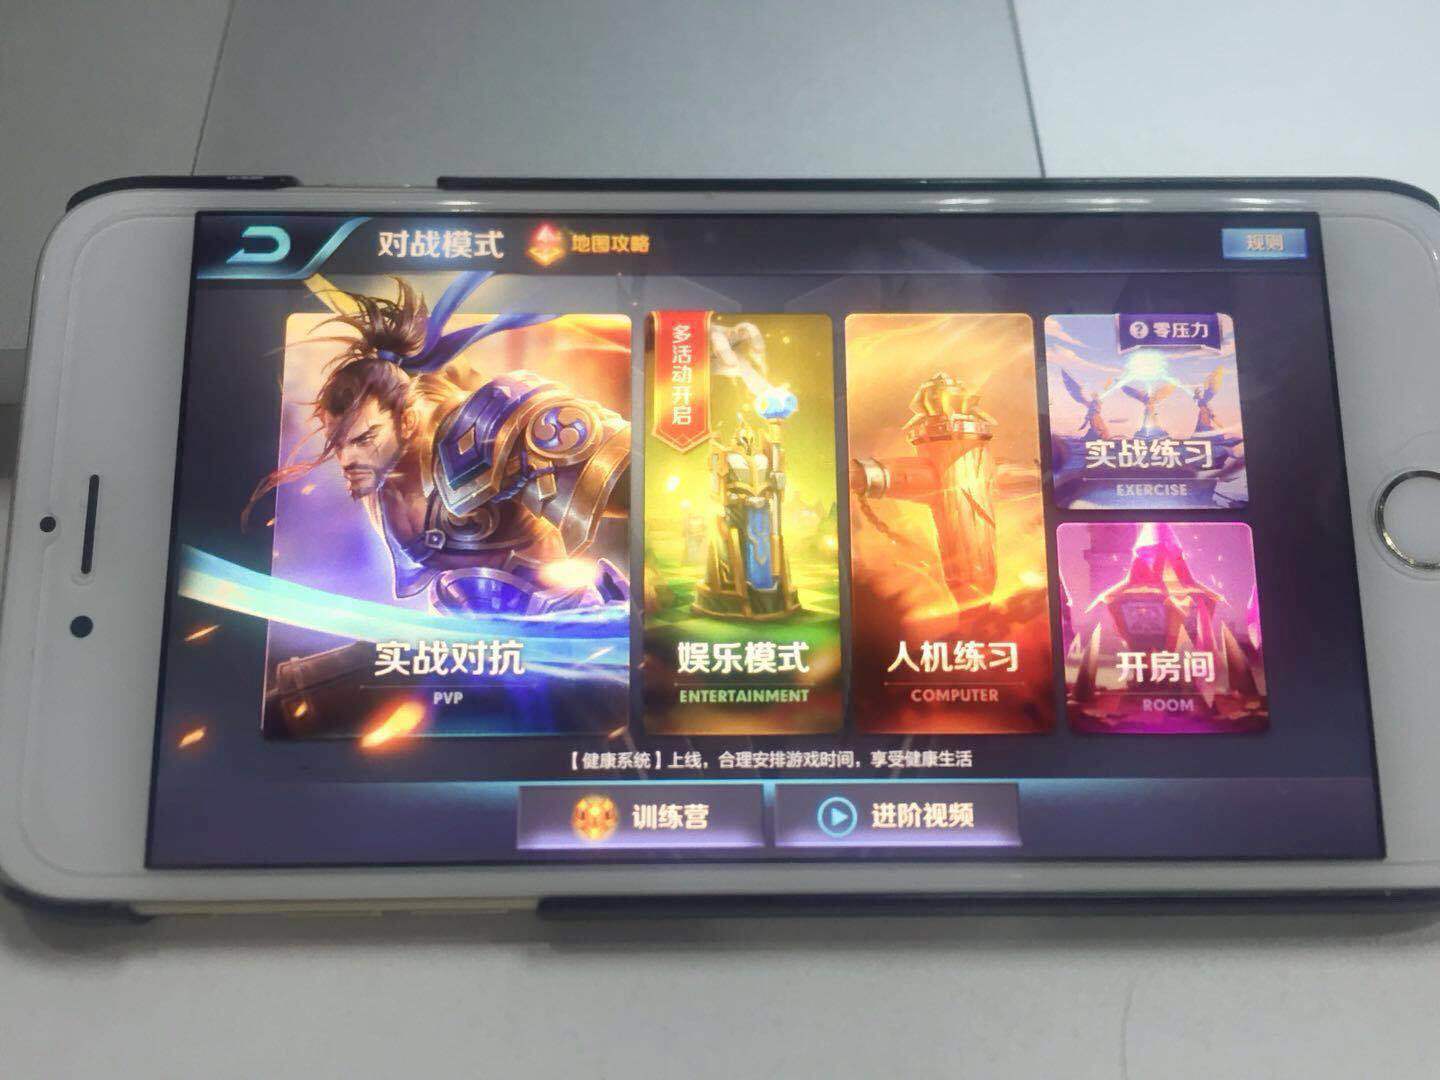 对战模式
地图攻略
规则
多活动开启
零压力
实战练习
EXERCISE
实战对抗
PVP
娱乐模式
ENTERTAINMENT
人机练习
COMPUTER
开房间
ROOM
【健康系统】上线，合理安排游戏时间，享受健康生活
训练营
进阶视频